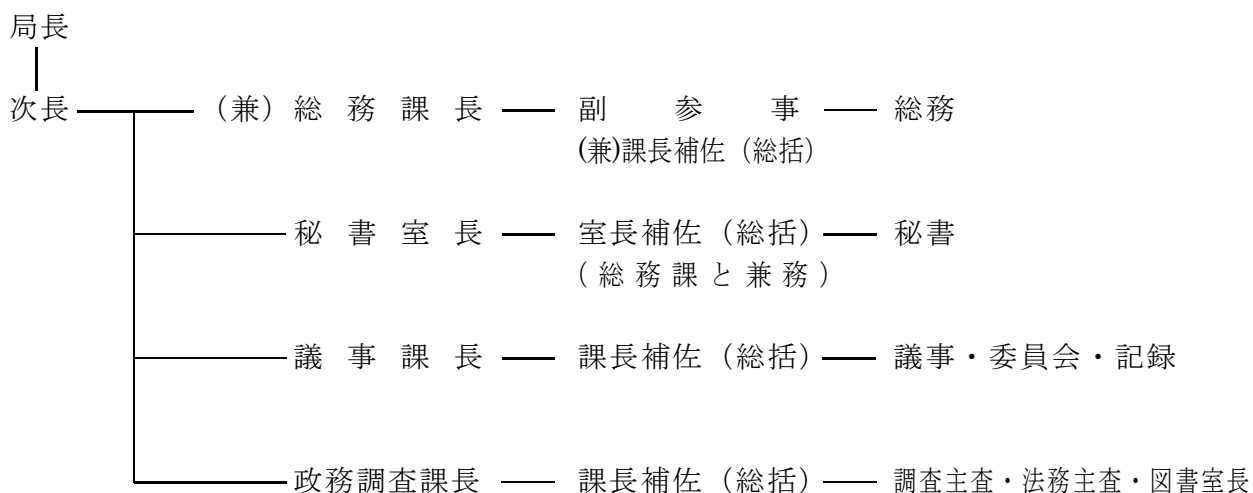 局長
次長 （兼）総務課長 副参事 総務
(兼)課長補佐（総括）
秘書室長 室長補佐（総括） 秘書
（総務課と兼務）
議事課長 課長補佐（総括） 議事・委員会・記録
政務調査課長 課長補佐（総括） 調査主査・法務主査・図書室長